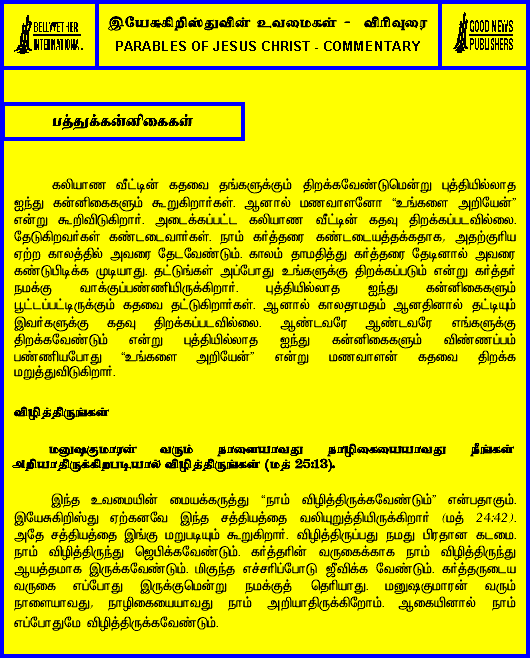 BELLWETHER
INTERNATIONAL
இயேசுகிறிஸ்துவின் உவமைகள் - விரிவுரை
PARABLES OF JESUS CHRIST - COMMENTARY
GOOD NEWS
PUBLISHERS
பத்துக்கன்னிகைகள்
கலியாண வீட்டின் கதவை தங்களுக்கும் திறக்கவேண்டுமென்று புத்தியில்லாத
ஐந்து கன்னிகைகளும் கூறுகிறார்கள். ஆனால் மணவாளனோ “உங்களை அறியேன்”
என்று கூறிவிடுகிறார். அடைக்கப்பட்ட கலியாண வீட்டின் கதவு திறக்கப்படவில்லை.
தேடுகிறவர்கள் கண்டடைவார்கள். நாம் கர்த்தரை கண்டடையத்தக்கதாக, அதற்குரிய
ஏற்ற காலத்தில் அவரை தேடவேண்டும். காலம் தாமதித்து கர்த்தரை தேடினால் அவரை
கண்டுபிடிக்க முடியாது. தட்டுங்கள் அப்போது உங்களுக்கு திறக்கப்படும் என்று கர்த்தர்
நமக்கு வாக்குப்பண்ணியிருக்கிறார். புத்தியில்லாத ஐந்து கன்னிகைகளும்
பூட்டப்பட்டிருக்கும் கதவை தட்டுகிறார்கள். ஆனால் காலதாமதம் ஆனதினால் தட்டியும்
இவர்களுக்கு கதவு திறக்கப்படவில்லை. ஆண்டவரே ஆண்டவரே எங்களுக்கு
திறக்கவேண்டும் என்று புத்தியில்லாத ஐந்து கன்னிகைகளும் விண்ணப்பம்
பண்ணியபோது “உங்களை அறியேன்” என்று மணவாளன் கதவை திறக்க
மறுத்துவிடுகிறார்.
விழித்திருங்கள்
மனுஷகுமாரன் வரும் நாளையாவது நாழிகையையாவது நீங்கள்
அறியாதிருக்கிறபடியால் விழித்திருங்கள் (மத் 25:13).
இந்த உவமையின் மையக்கருத்து “நாம் விழித்திருக்கவேண்டும்” என்பதாகும்.
இயேசுகிறிஸ்து ஏற்கனவே இந்த சத்தியத்தை வலியுறுத்தியிருக்கிறார் (மத் 24:42).
அதே சத்தியத்தை இங்கு மறுபடியும் கூறுகிறார். விழித்திருப்பது நமது பிரதான கடமை.
நாம் விழித்திருந்து ஜெபிக்கவேண்டும். கர்த்தரின் வருகைக்காக நாம் விழித்திருந்து
ஆயத்தமாக இருக்கவேண்டும். மிகுந்த எச்சரிப்போடு ஜீவிக்க வேண்டும். கர்த்தருடைய
வருகை எப்போது இருக்குமென்று நமக்குத் தெரியாது. மனுஷகுமாரன் வரும்
நாளையாவது, நாழிகையையாவது நாம் அறியாதிருக்கிறோம். ஆகையினால் நாம்
எப்போதுமே விழித்திருக்கவேண்டும்.